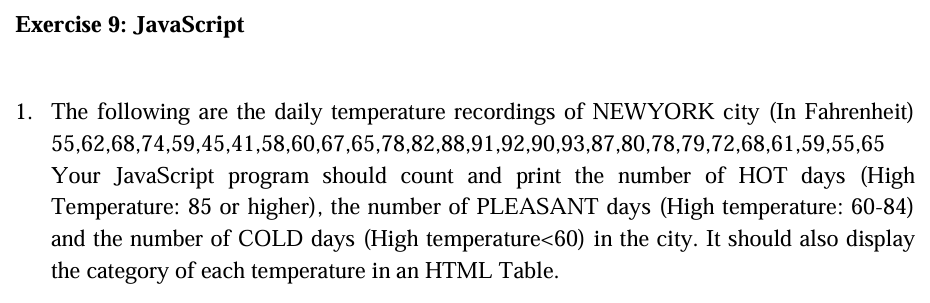 Exercise 9: JavaScript
1. The following are the daily temperature recordings of NEWYORK city (In Fahrenheit)
55,62,68,74,59,45,41,58,60,67,65,78,82,88,91,92,90,93,87,80,78,79,72,68,61,59,55,65
Your JavaScript program should count and print the number of HOT days (High
Temperature: 85 or higher), the number of PLEASANT days (High temperature: 60-84)
and the number of COLD days (High temperature<60) in the city. It should also display
the category of each temperature in an HTML Table.